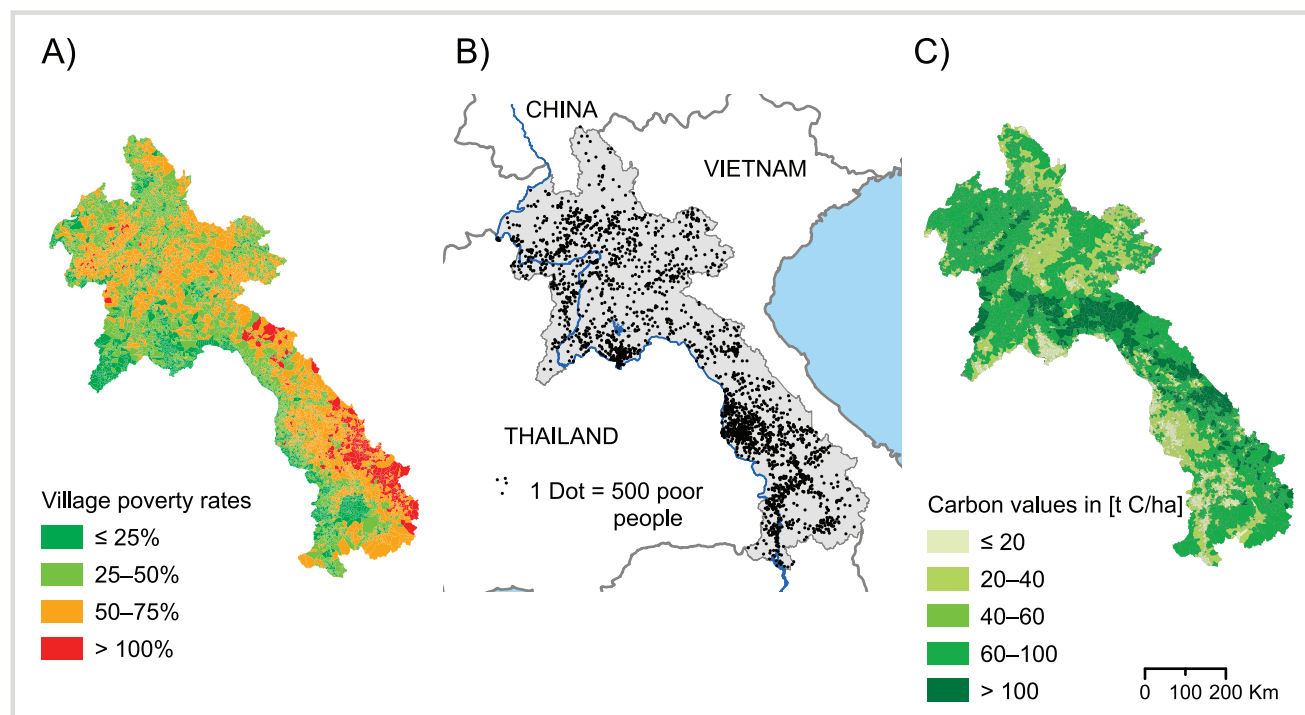 A)
B)
C)
CHINA
VIETNAM
THAILAND
1 Dot = 500 poor
people
Village poverty rates
≤ 25%
25–50%
50–75%
> 100%
Carbon values in [t C/ha]
≤ 20
20–40
40–60
60–100
> 100
0 100 200 Km